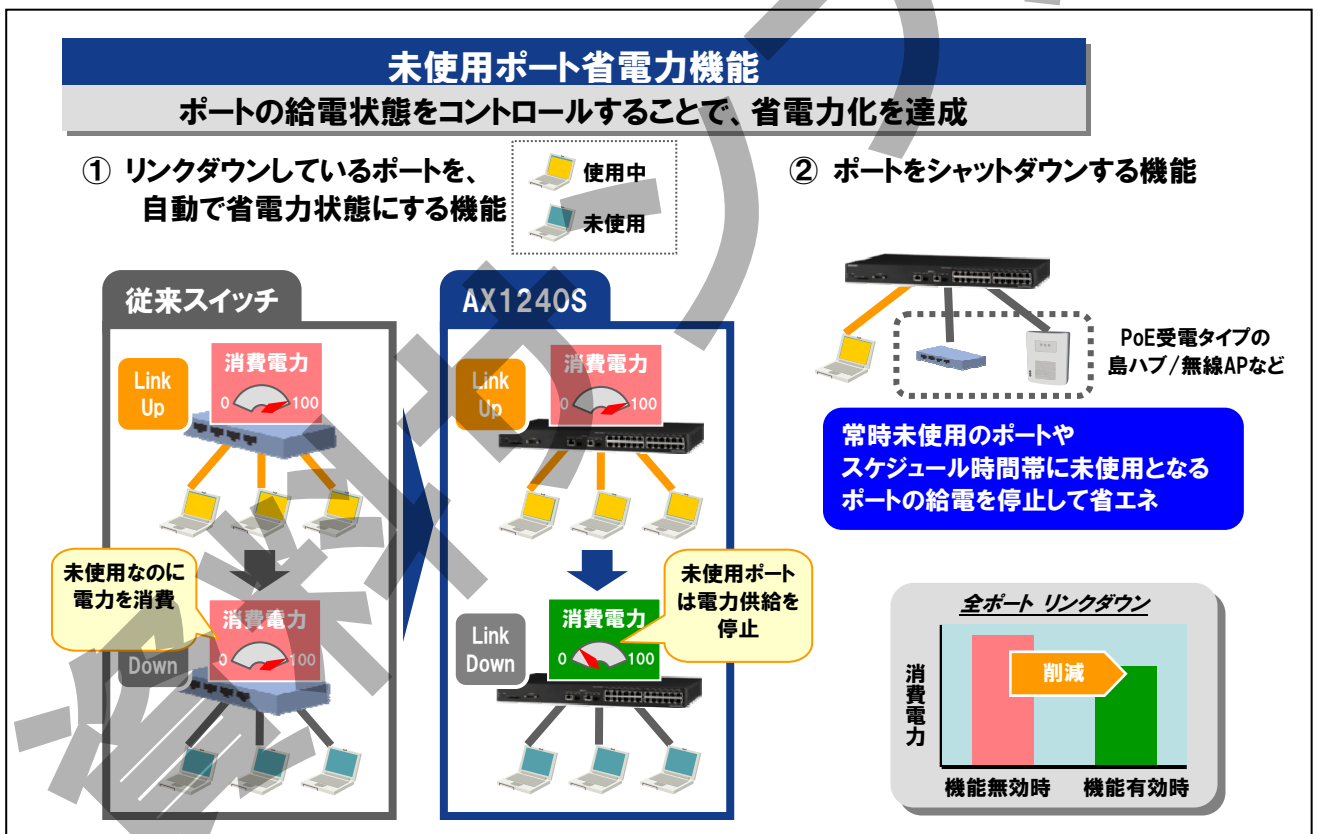 未使用ポート省電力機能
ポートの給電状態をコントロールすることで、省電力化を達成
① リンクダウンしているポートを、
自動で省電力状態にする機能
使用中
未使用
② ポートをシャットダウンする機能
従来スイッチ
Link
Up
消費電力
0
100
未使用なのに
電力を消費
消費電力
0
100
Down
AX1240S
Link
Up
消費電力
0
100
未使用ポート
は電力供給を
停止
Link
Down
消費電力
0
100
PoE受電タイプの
島ハブ/無線APなど
常時未使用のポートや
スケジュール時間帯に未使用となる
ポートの給電を停止して省エネ
全ポート リンクダウン
消費電力
削減
機能無効時
機能有効時